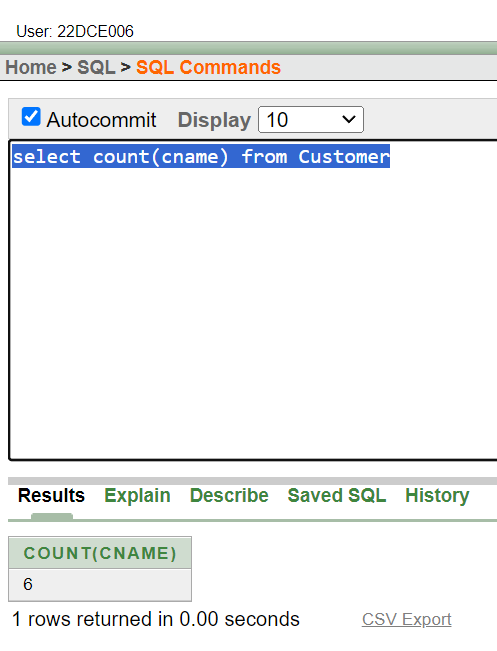 User: 22DCE006
Home > SQL > SQL Commands
Autocommit Display 10
select count(cname) from Customer
Results Explain Describe Saved SQL History
COUNT(CNAME)
6
1 rows returned in 0.00 seconds CSV Export